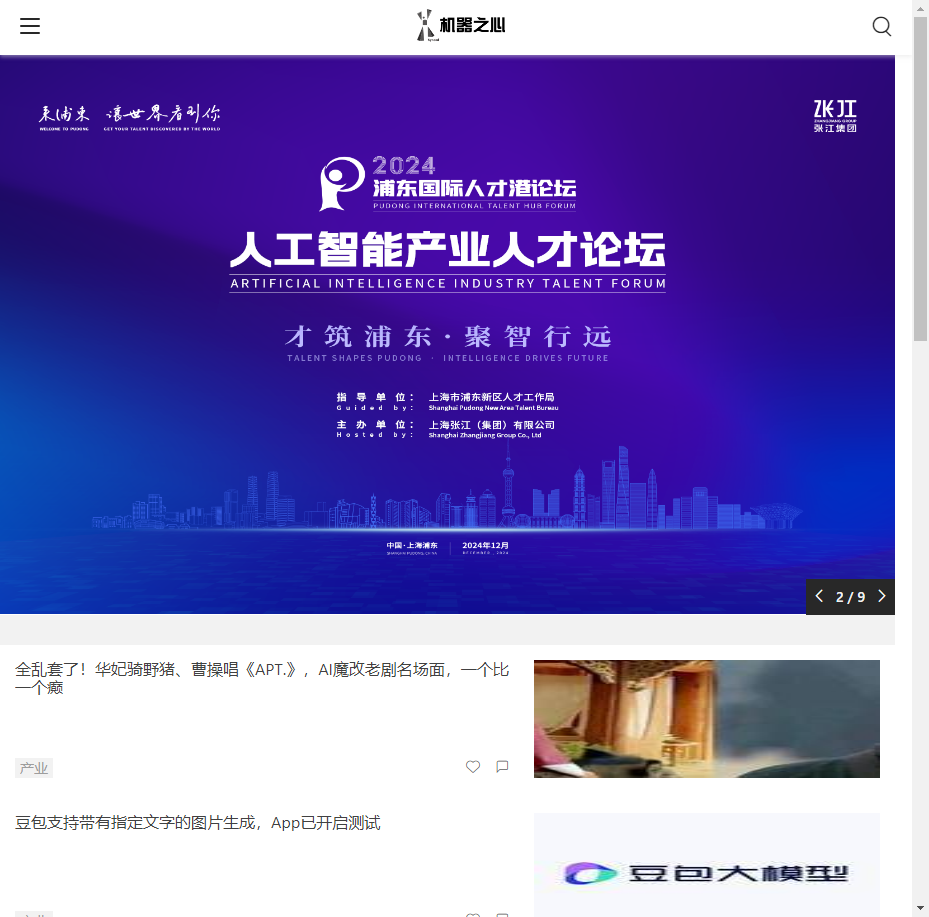 机器之心
来浦东 让世界看到你
WELCOME TO PUDONG GET YOUR TALENT DISCOVERED BY THE WORLD
张江
ZHANGJIANG GROUP
张江集团
2024
浦东国际人才港论坛
PUDONG INTERNATIONAL TALENT HUB FORUM
人工智能产业人才论坛
ARTIFICIAL INTELLIGENCE INDUSTRY TALENT FORUM
才筑浦东·聚智行远
TALENT SHAPES PUDONG · INTELLIGENCE DRIVES FUTURE
指导单位： 上海市浦东新区人才工作局
Guided by: Shanghai Pudong New Area Talent Bureau
主办单位： 上海张江（集团）有限公司
Hosted by: Shanghai Zhangjiang Group Co., Ltd
中国·上海浦东 2024年12月
SHANGHAI PUDONG, CHINA DECEMBER, 2024
2 / 9
全乱套了！华妃骑野猪、曹操唱《APT.》，AI魔改老剧名场面，一个比
一个癫
产业
豆包支持带有指定文字的图片生成，App已开启测试
豆包大模型